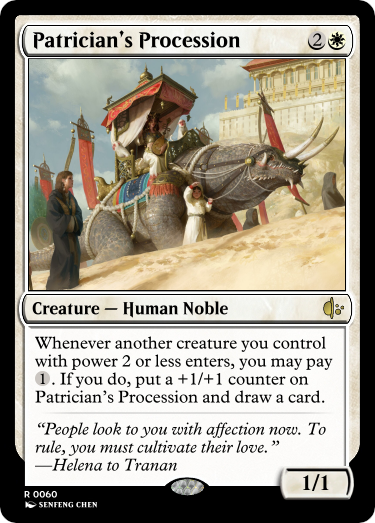 Patrician's Procession 2
Creature — Human Noble
Whenever another creature you control
with power 2 or less enters, you may pay
1. If you do, put a +1/+1 counter on
Patrician's Procession and draw a card.
“People look to you with affection now. To
rule, you must cultivate their love.”
—Helena to Tranan
1/1
R 0060
SENFENG CHEN